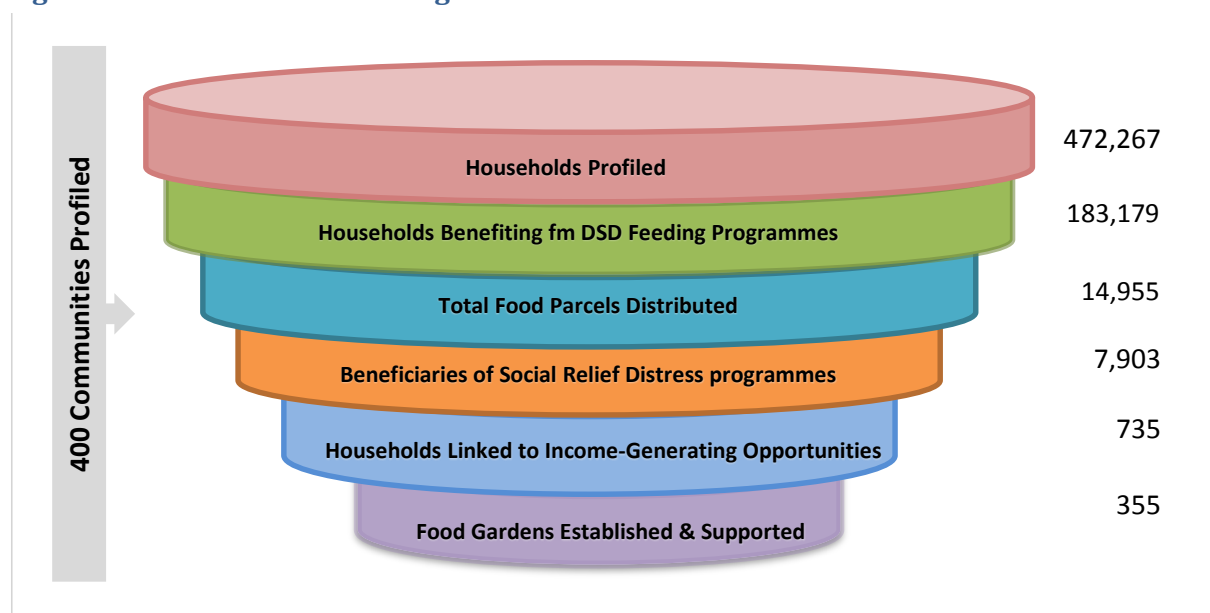 400 Communities Profiled
Households Profiled
472,267
Households Benefiting fm DSD Feeding Programmes
183,179
Total Food Parcels Distributed
14,955
Beneficiaries of Social Relief Distress programmes
7,903
Households Linked to Income-Generating Opportunities
735
Food Gardens Established & Supported
355